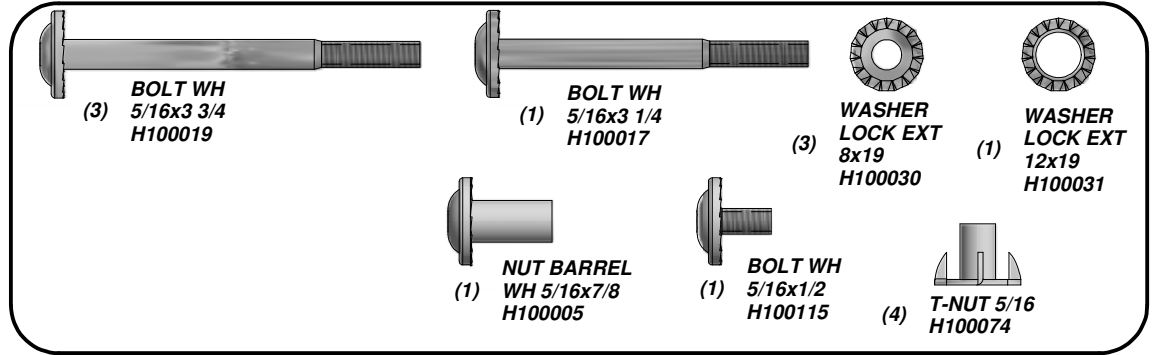 (3)
BOLT WH
5/16x3 3/4
H100019
(1)
BOLT WH
5/16x3 1/4
H100017
(3)
WASHER
LOCK EXT
8x19
H100030
(1)
WASHER
LOCK EXT
12x19
H100031
(1)
NUT BARREL
WH 5/16x7/8
H100005
(1)
BOLT WH
5/16x1/2
H100115
(4)
T-NUT 5/16
H100074